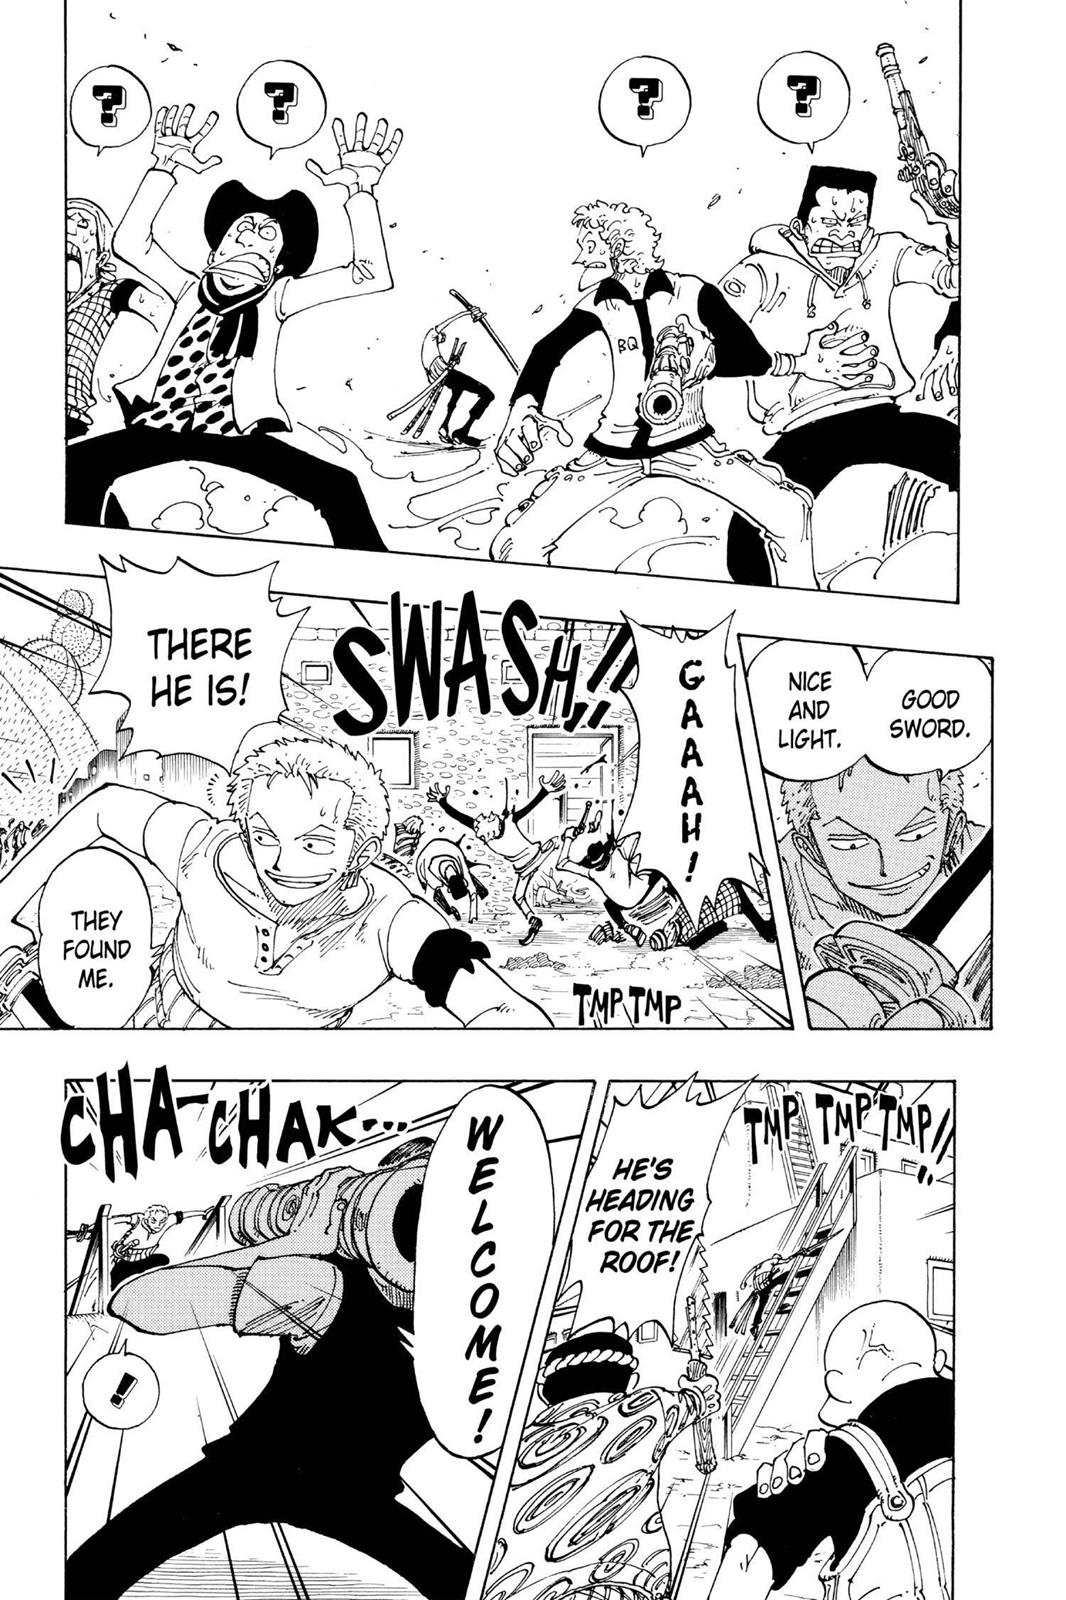 ?
?
?
?
BQ
GOOD
SWORD.
NICE
AND
LIGHT.
GAAAH!
SWASH!!
TMP TMP
THERE
HE IS!
THEY
FOUND
ME.
TMP TMP TMP!!
HE'S
HEADING
FOR THE
ROOF!
WELCOME!
CHA-CHAK...
!